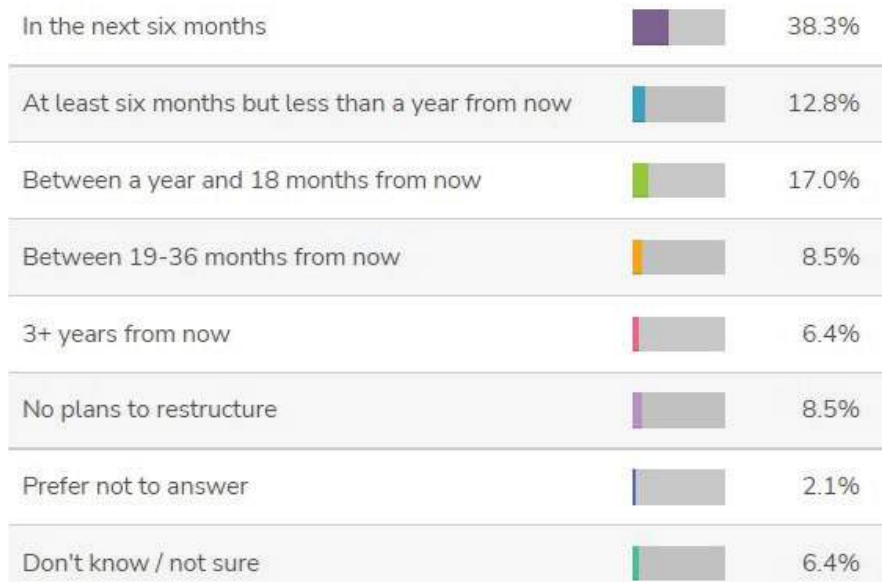 In the next six months 38.3%
At least six months but less than a year from now 12.8%
Between a year and 18 months from now 17.0%
Between 19-36 months from now 8.5%
3+ years from now 6.4%
No plans to restructure 8.5%
Prefer not to answer 2.1%
Don't know / not sure 6.4%